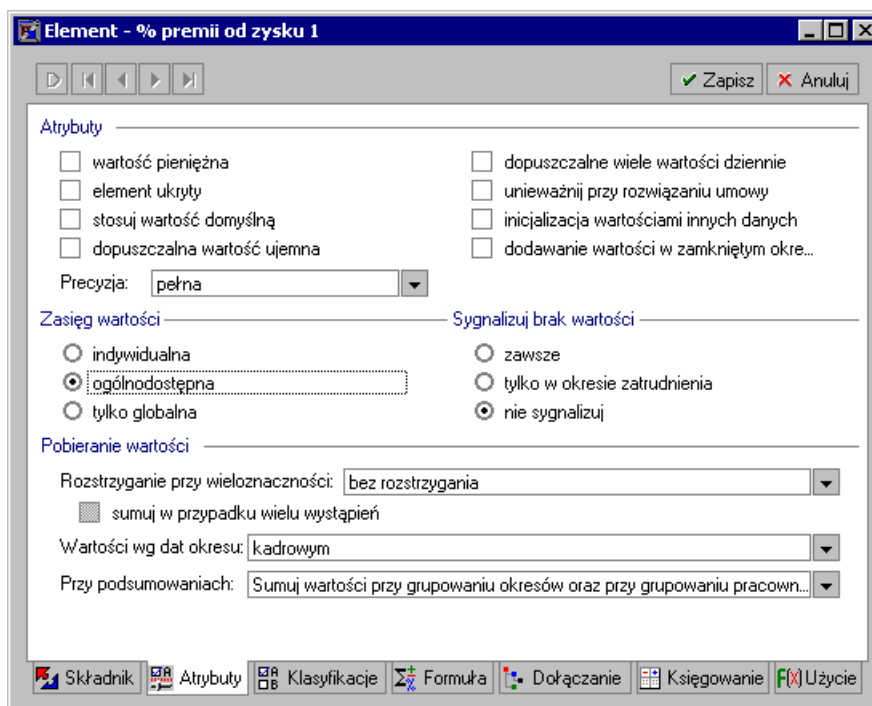 Element - % premii od zysku 1
Zapisz Anuluj
Atrybuty
wartość pieniężna dopuszczalne wiele wartości dziennie
element ukryty unieważnij przy rozwiązaniu umowy
stosuj wartość domyślną inicjalizacja wartościami innych danych
dopuszczalna wartość ujemna dodawanie wartości w zamkniętym okre...
Precyzja: pełna
Zasięg wartości Sygnalizuj brak wartości
indywidualna zawsze
ogólnodostępna tylko w okresie zatrudnienia
tylko globalna nie sygnalizuj
Pobieranie wartości
Rozstrzyganie przy wieloznaczności: bez rozstrzygania
sumuj w przypadku wielu wystąpień
Wartości wg dat okresu: kadrowym
Przy podsumowaniach: Sumuj wartości przy grupowaniu okresów oraz przy grupowaniu pracown...
Składnik Atrybuty Klasyfikacje Formuła Dołączanie Księgowanie F(X) Użycie